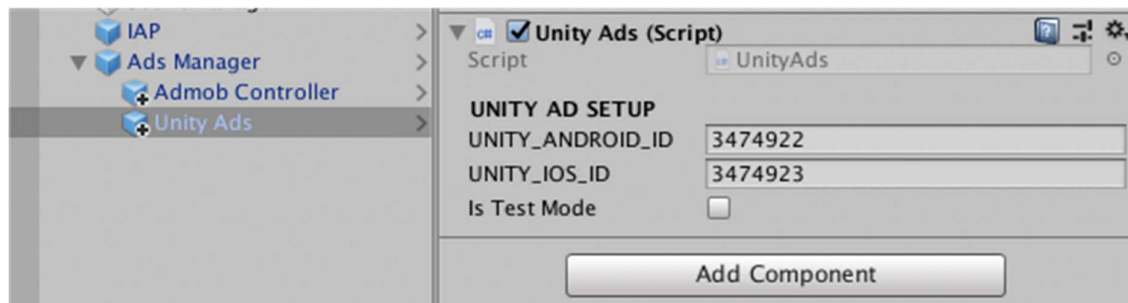 IAP
Ads Manager
Admob Controller
Unity Ads
Unity Ads (Script)
Script
UnityAds
UNITY AD SETUP
UNITY_ANDROID_ID 3474922
UNITY_IOS_ID 3474923
Is Test Mode
Add Component